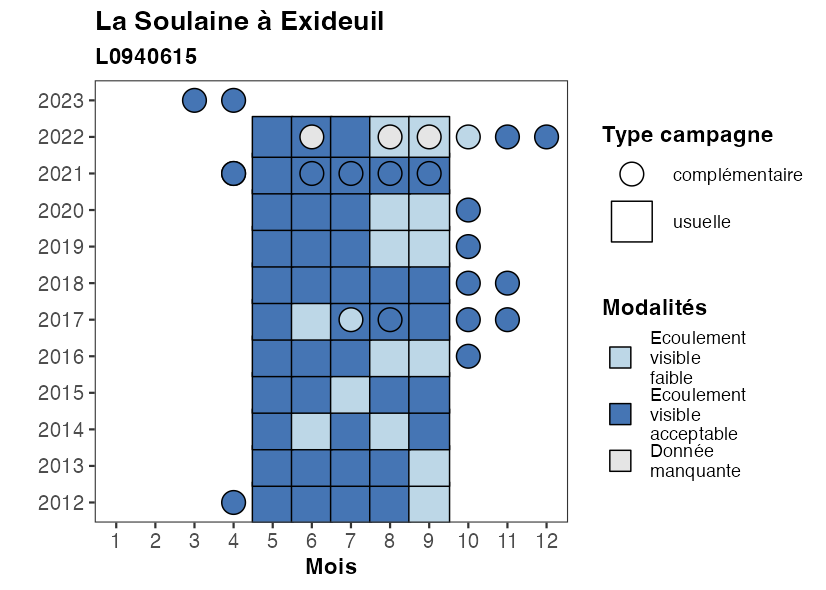 La Soulaine à Exideuil
L0940615
2023
2022
2021
2020
2019
2018
2017
2016
2015
2014
2013
2012
1 2 3 4 5 6 7 8 9 10 11 12
Mois
Type campagne
complémentaire
usuelle
Modalités
Ecoulement
visible
faible
Ecoulement
visible
acceptable
Donnée
manquante